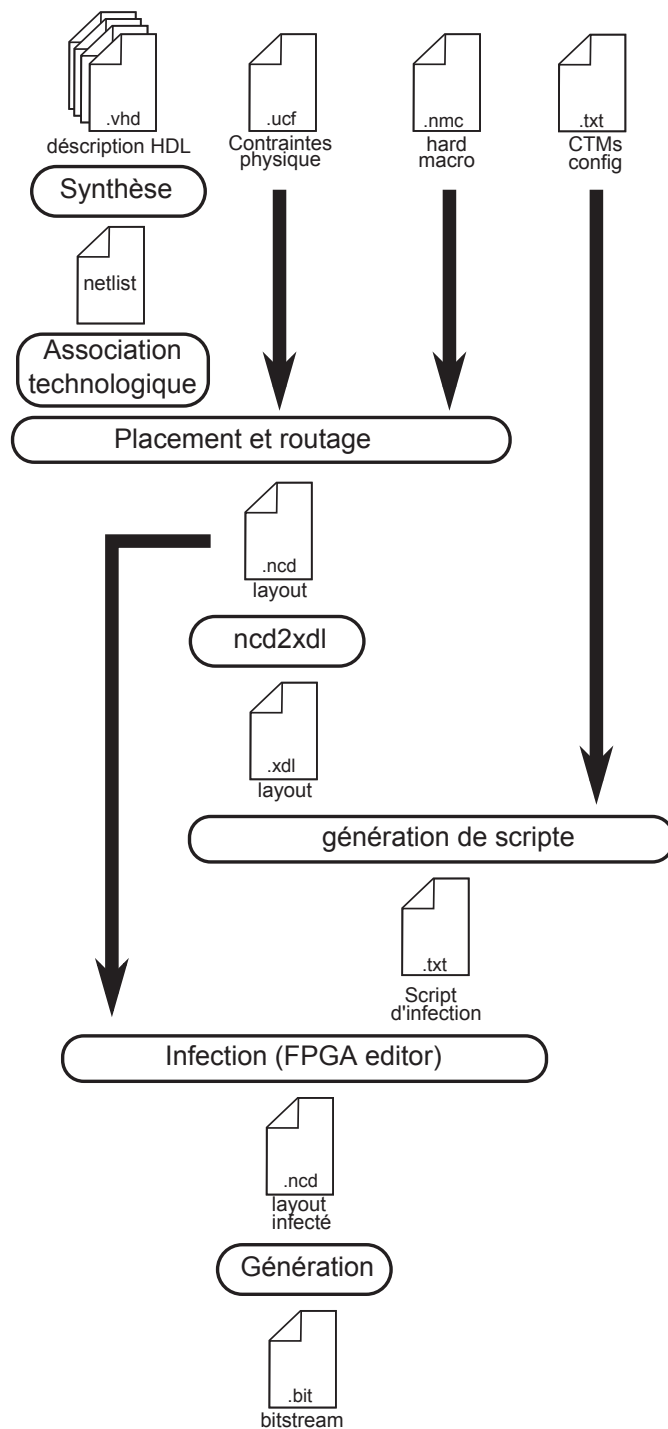 .vhd
déscription HDL
.ucf
Contraintes
physique
.nmc
hard
macro
.txt
CTMs
config
Synthèse
netlist
Association
technologique
Placement et routage
.ncd
layout
ncd2xdl
.xdl
layout
génération de scripte
.txt
Script
d'infection
Infection (FPGA editor)
.ncd
layout
infecté
Génération
.bit
bitstream